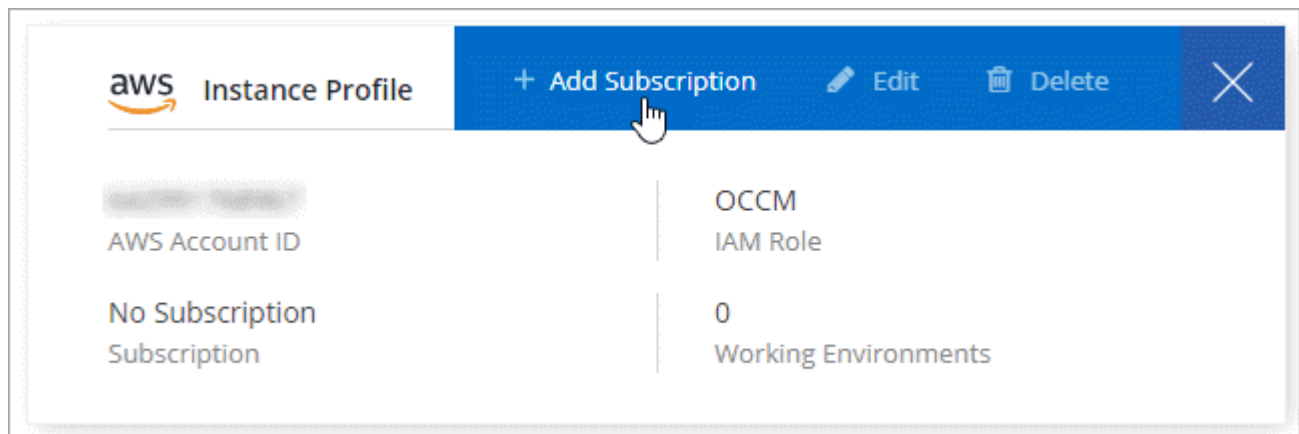 aws Instance Profile + Add Subscription Edit Delete
OCCM
AWS Account ID IAM Role
No Subscription 0
Subscription Working Environments